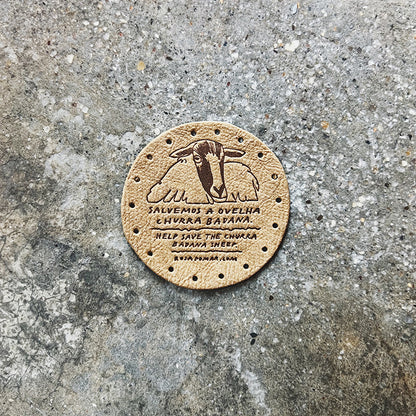 SALVEMOS A OVELHA
CHURRA BADANA.
HELP SAVE THE CHURRA
BADANA SHEEP.
ROSAPOMAR.COM